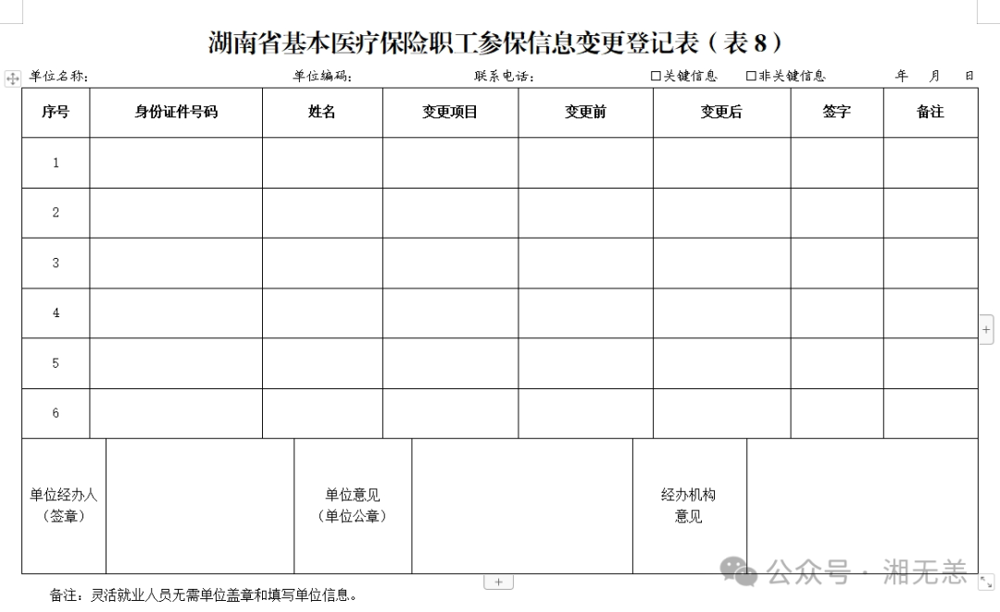 湖南省基本医疗保险职工参保信息变更登记表（表 8）
单位名称: 单位编码: 联系电话: □关键信息 □非关键信息 年 月 日
序号 身份证件号码 姓名 变更项目 变更前 变更后 签字 备注
1
2
3
4
5
6
单位经办人 单位意见 经办机构
（签章） （单位公章） 意见
公众号 · 湘无恙
备注：灵活就业人员无需单位盖章和填写单位信息。